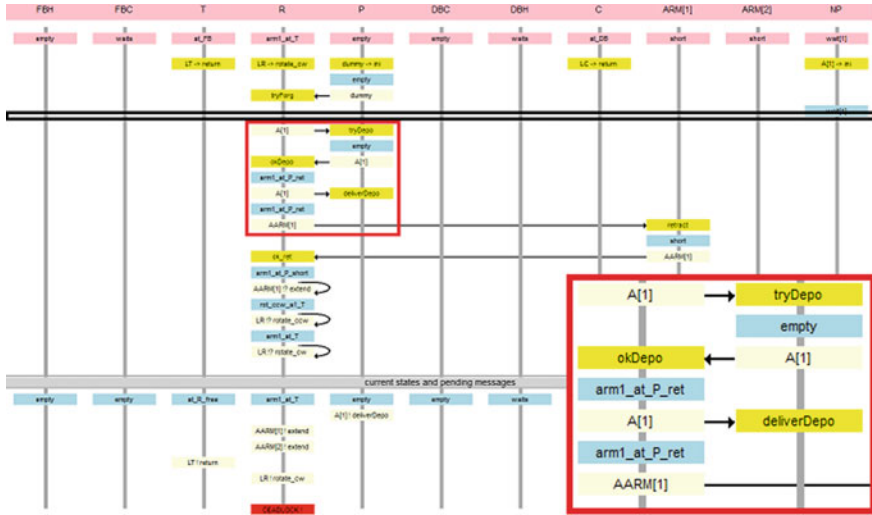 FBH FBC T R P DBC DBH C ARM[1] ARM[2] NP
empty waits at_FB arm1_at_T empty empty waits at_DB short short wait[1]
LT -> return LR -> rotate_cw dummy -> ini LC -> return A[1] -> ini
empty
tryForg dummy
A[1] tryDepo
empty
okDepo A[1]
arm1_at_P_ret
A[1] deliverDepo
arm1_at_P_ret
AARM[1] retract
short
ok_ret AARM[1]
arm1_at_P_short
AARM[1] !? extend
rot_ccw_a1_T
LR !? rotate_ccw
arm1_at_T
LR !? rotate_cw
current states and pending messages
empty empty at_R_free arm1_at_T empty empty waits
A[1] ! deliverDepo
AARM[1] ! extend
AARM[2] ! extend
LT ! return
LR ! rotate_cw
DEADLOCK !
A[1] tryDepo
empty
okDepo A[1]
arm1_at_P_ret
A[1] deliverDepo
arm1_at_P_ret
AARM[1]